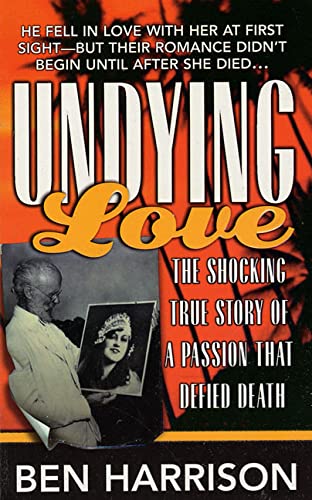 HE FELL IN LOVE WITH HER AT FIRST
SIGHT—BUT THEIR ROMANCE DIDN'T
BEGIN UNTIL AFTER SHE DIED...
UNDYING
Love
THE SHOCKING
TRUE STORY OF
A PASSION THAT
DEFIED DEATH
BEN HARRISON